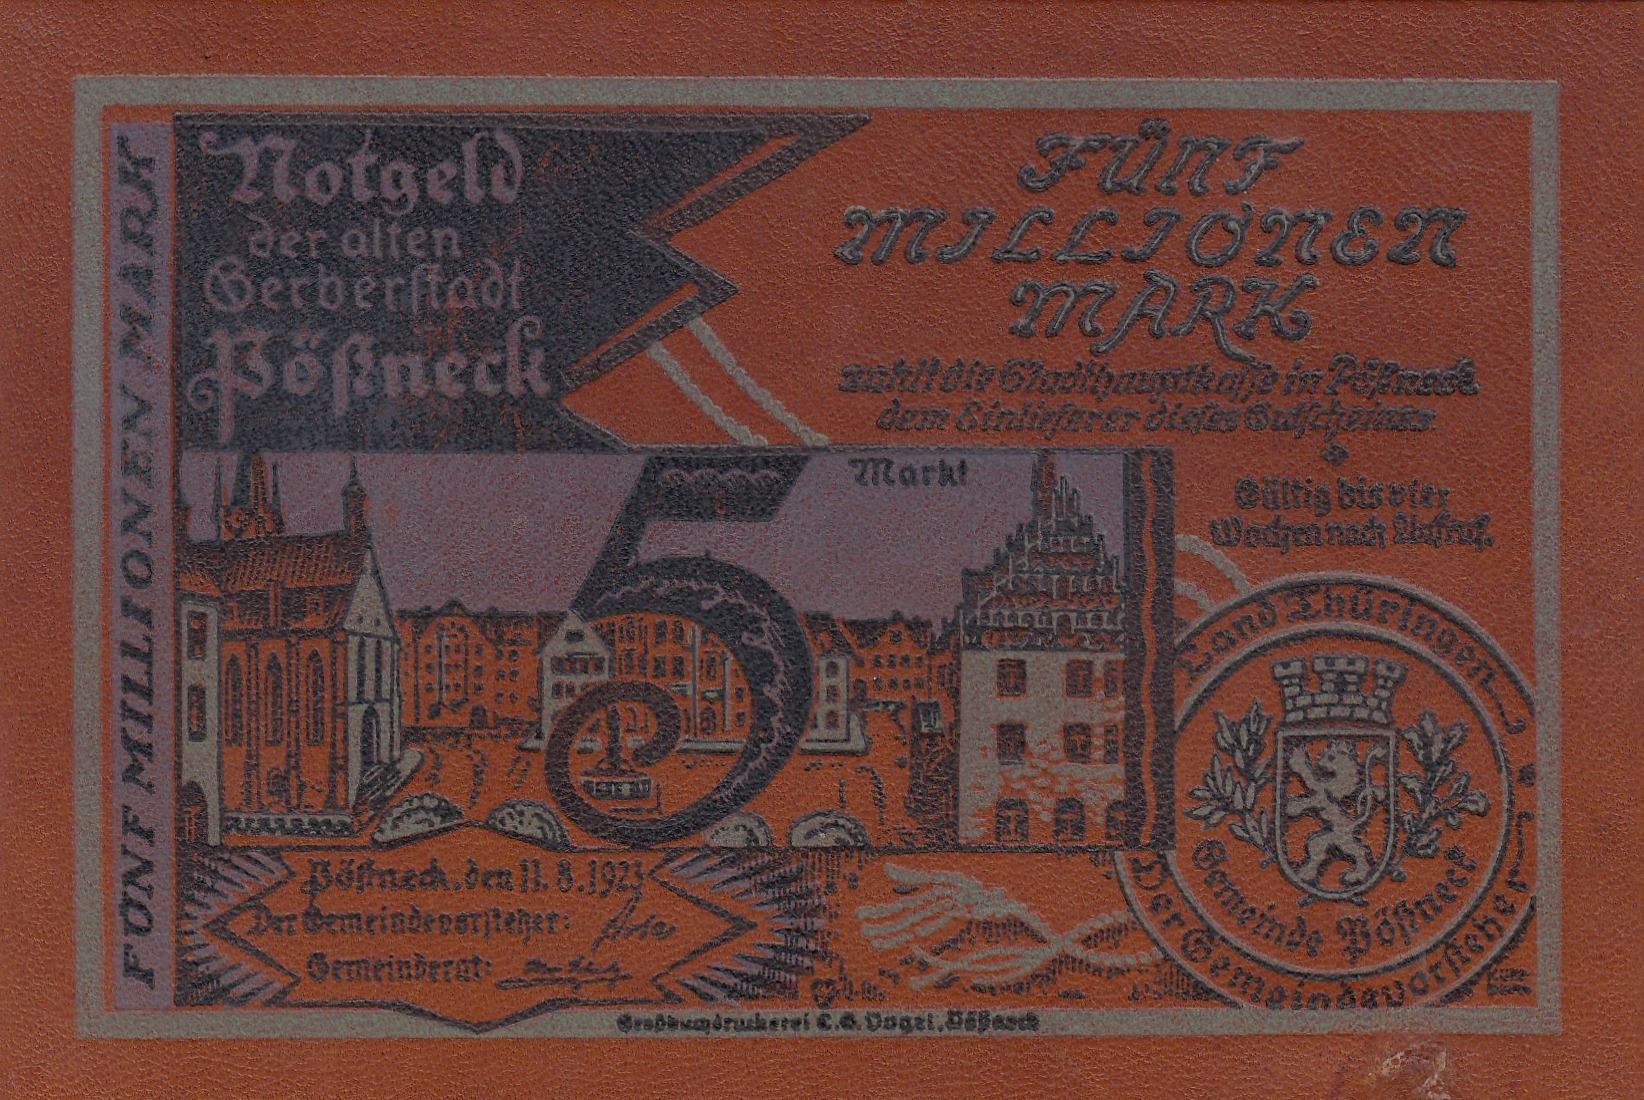 FÜNF MILLIONEN MARK
Notgeld
der alten
Gerberstadt
Pößneck
FÜNF
MILLIONEN
MARK
zahlt die Stadthauptkasse in Pößneck
dem Einlieferer dieses Gutscheines
Gültig bis vier
Wochen nach Aufruf.
5
Markt
Land Thüringen
Gemeinde Pößneck
Der Gemeindevorsteher
Pößneck, den 11. 8. 1923
Der Gemeindevorsteher:
Gemeinderat:
Großbuchdruckerei C. G. Vogel, Pößneck